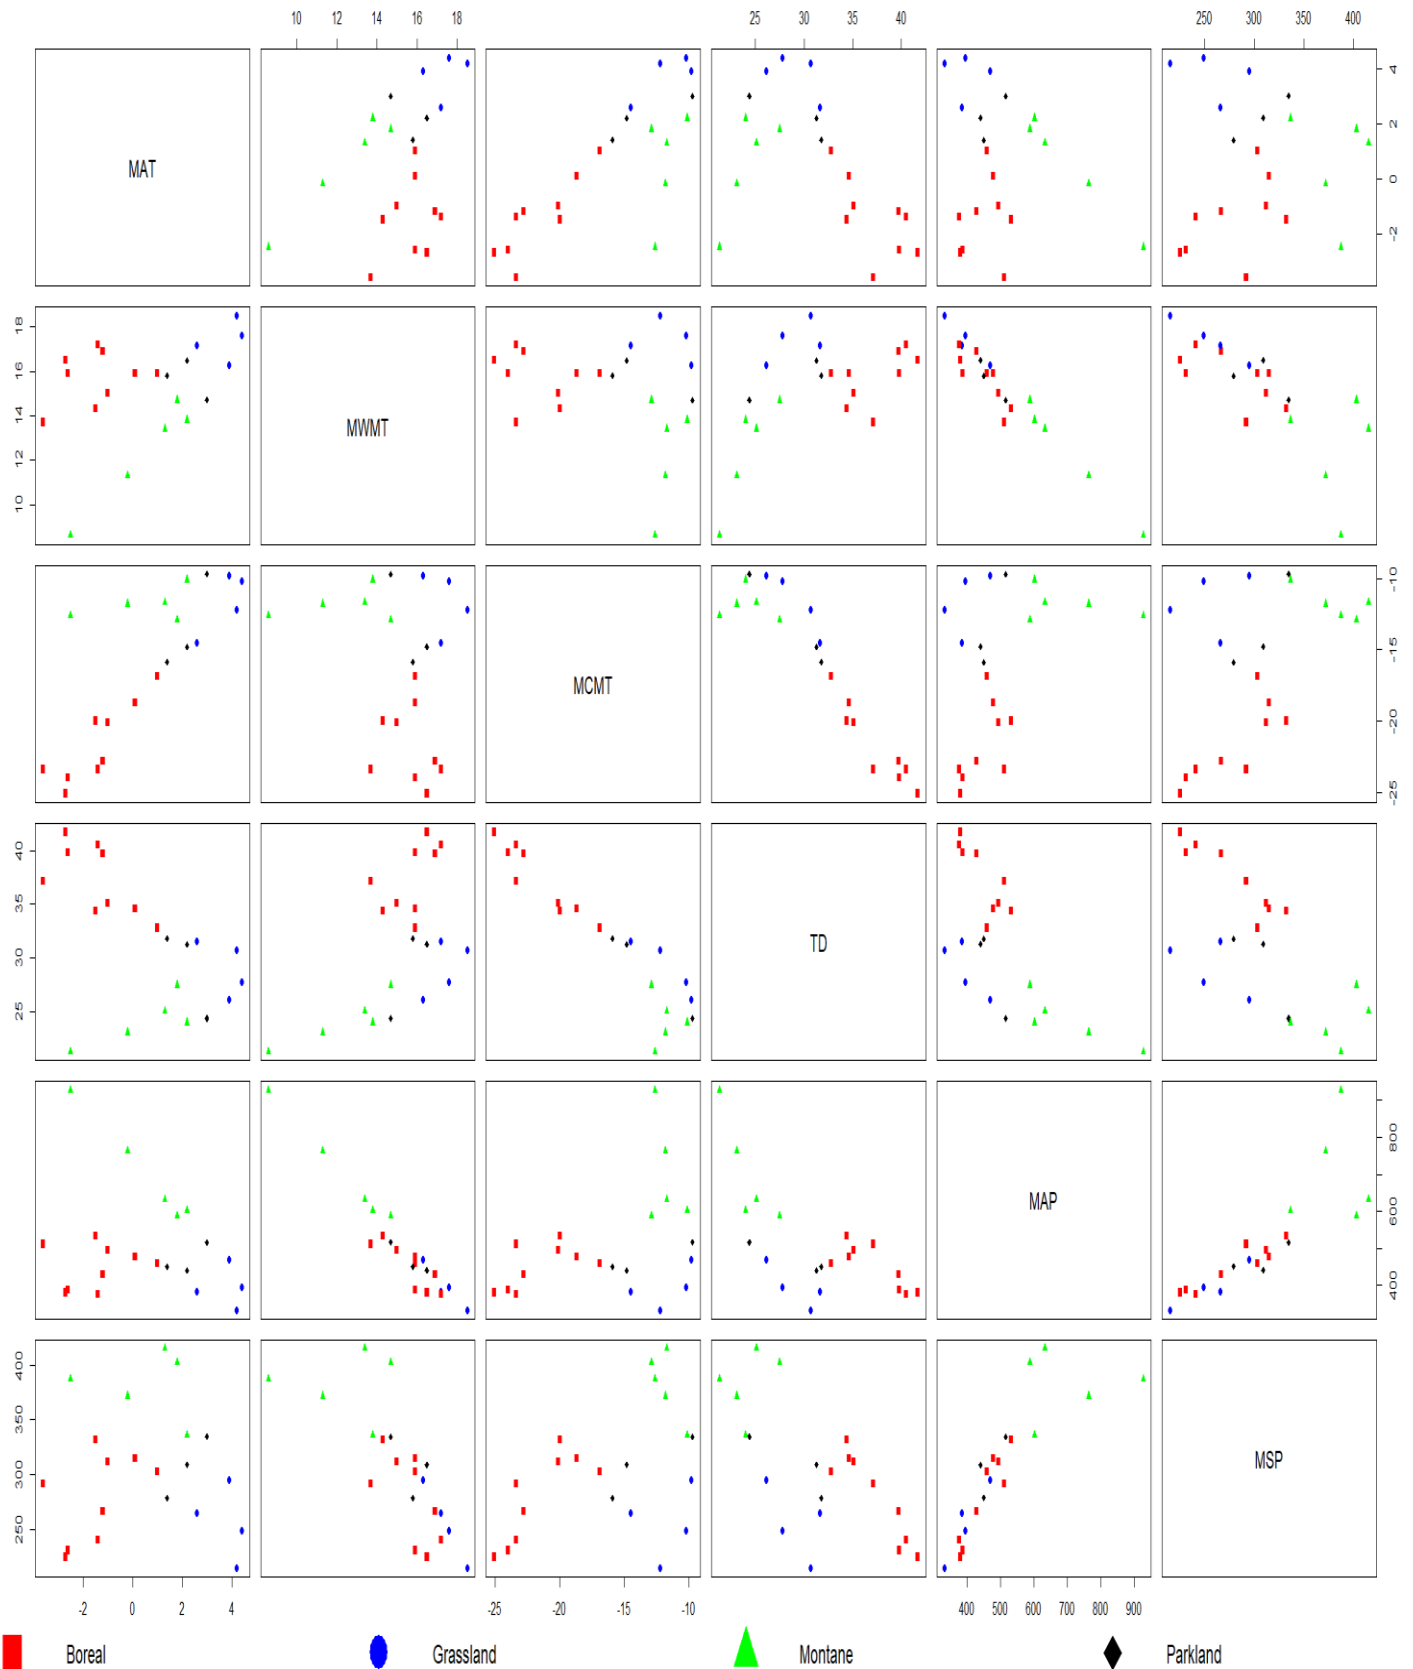 10 12 14 16 18 25 30 35 40 250 300 350 400
MAT
-2 0 2 4
10 12 14 16 18
MWMT
MCMT
-25 -20 -15 -10
25 30 35 40
TD
MAP
400 600 800
250 300 350 400
MSP
-2 0 2 4 -25 -20 -15 -10 400 500 600 700 800 900
Boreal Grassland Montane Parkland